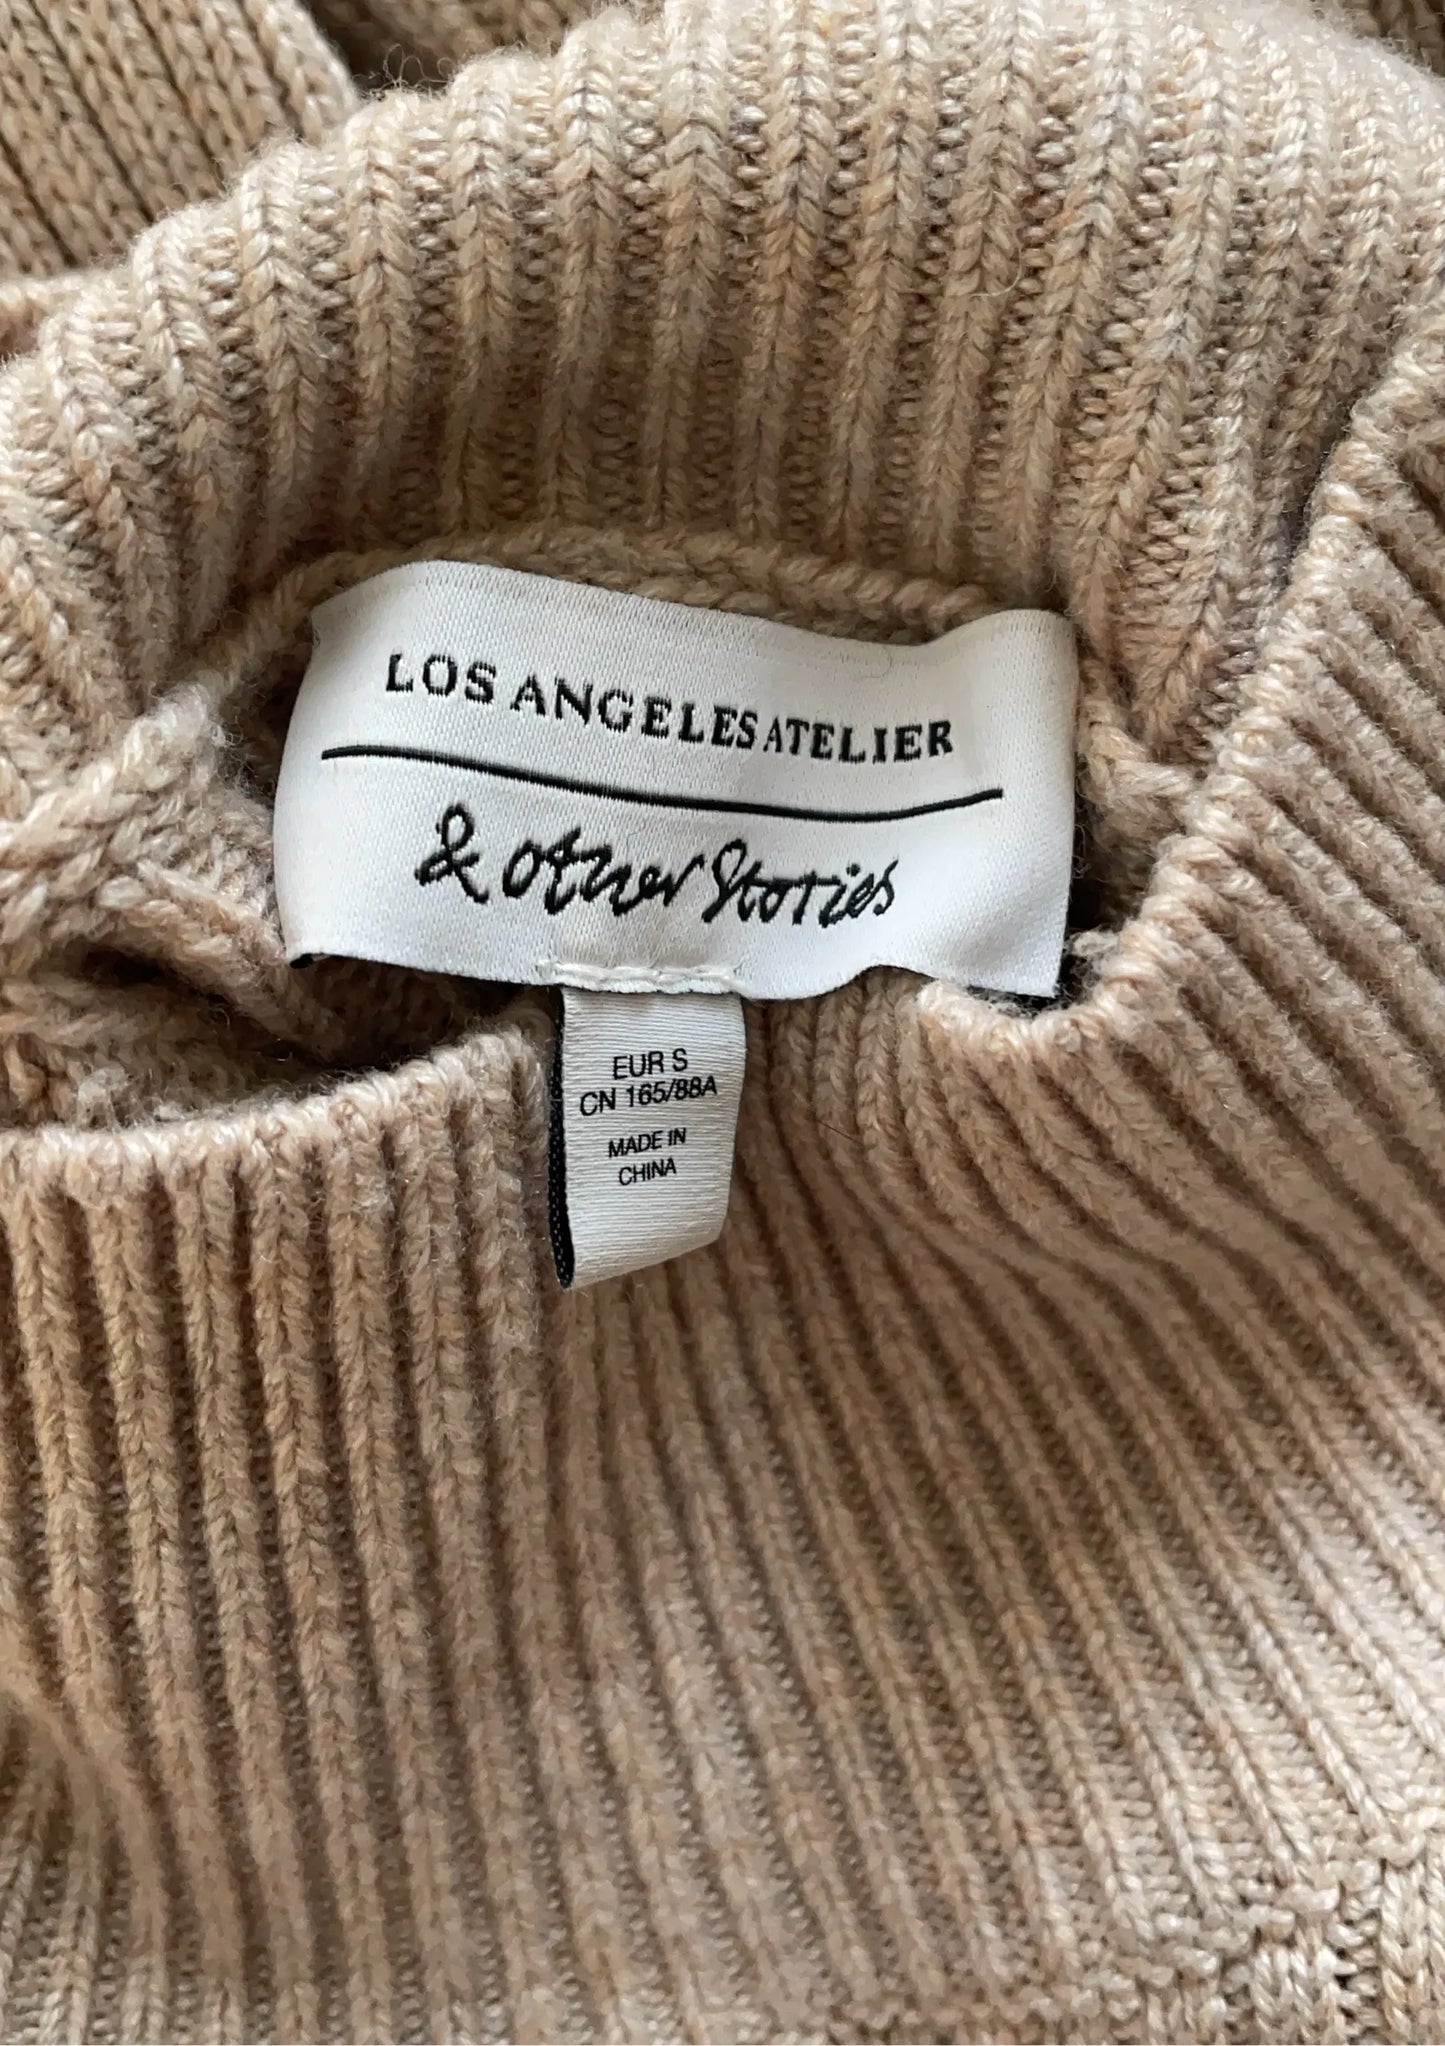 LOS ANGELES ATELIER
& other Stories
EUR S
CN 165/88A
MADE IN
CHINA